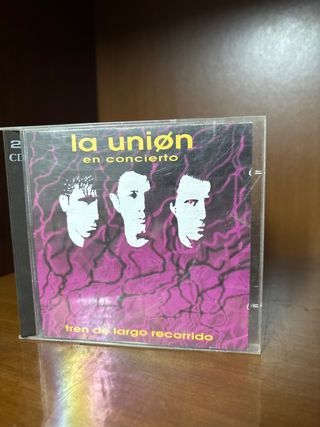 2
CD
la uniøn
en concierto
tren de largo recorrido